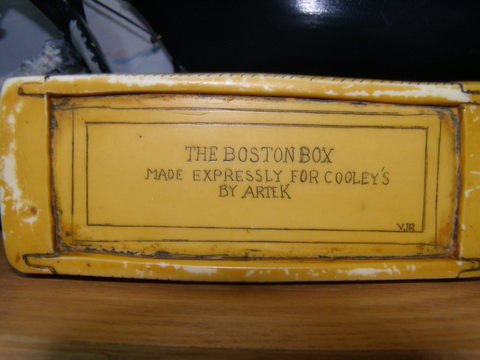 THE BOSTON BOX
MADE EXPRESSLY FOR COOLEY'S
BY ARTEK
VJR